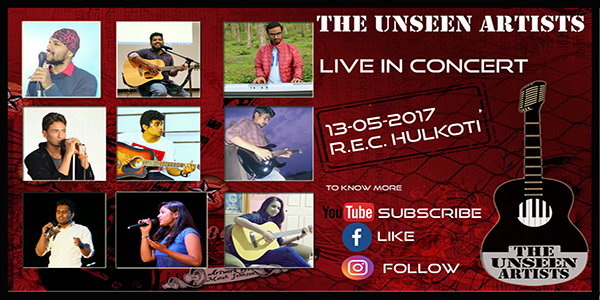 THE UNSEEN ARTISTS
LIVE IN CONCERT
13-05-2017
R.E.C. HULKOTI
TO KNOW MORE
YouTube SUBSCRIBE
f LIKE
FOLLOW
THE
UNSEEN
ARTISTS